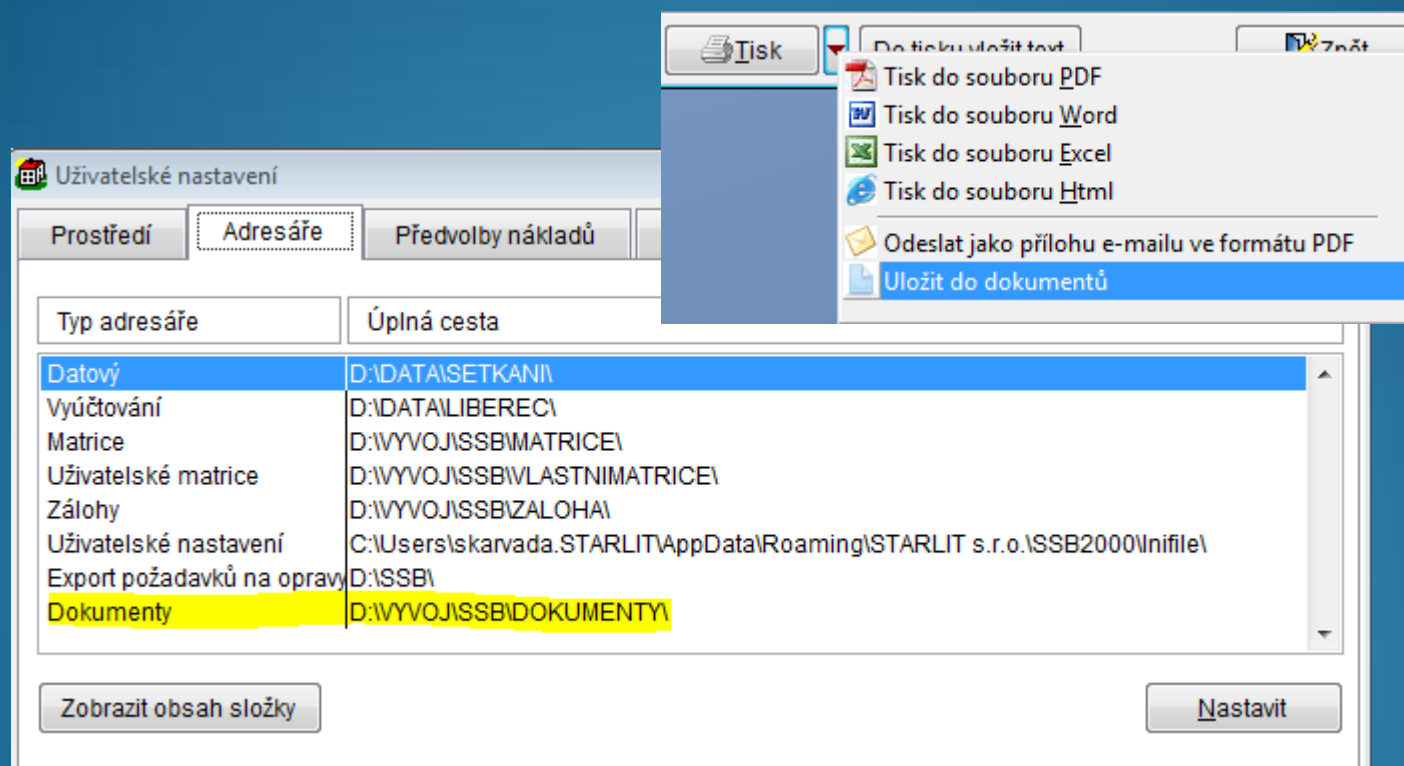 Tisk
Do tisku vložit text
Zpět
Tisk do souboru PDF
Tisk do souboru Word
Tisk do souboru Excel
Tisk do souboru Html
Odeslat jako přílohu e-mailu ve formátu PDF
Uložit do dokumentů
Uživatelské nastavení
Prostředí Adresáře Předvolby nákladů
Typ adresáře Úplná cesta
Datový D:\DATA\SETKANI\
Vyúčtování D:\DATA\LIBEREC\
Matrice D:\VYVOJ\SSB\MATRICE\
Uživatelské matrice D:\VYVOJ\SSB\VLASTNIMATRICE\
Zálohy D:\VYVOJ\SSB\ZALOHA\
Uživatelské nastavení C:\Users\skarvada.STARLIT\AppData\Roaming\STARLIT s.r.o.\SSB2000\Inifile\
Export požadavků na opravy D:\SSB\
Dokumenty D:\VYVOJ\SSB\DOKUMENTY\
Zobrazit obsah složky Nastavit